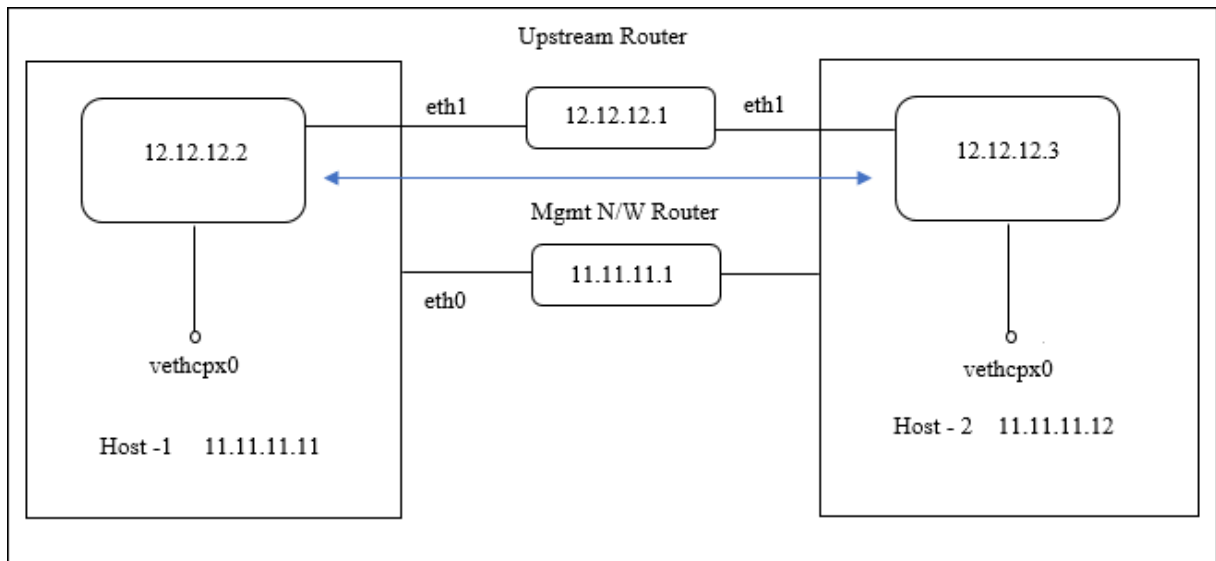 Upstream Router
eth1
12.12.12.1
eth1
12.12.12.2
12.12.12.3
Mgmt N/W Router
11.11.11.1
eth0
vethcpx0
vethcpx0
Host -1 11.11.11.11
Host - 2 11.11.11.12